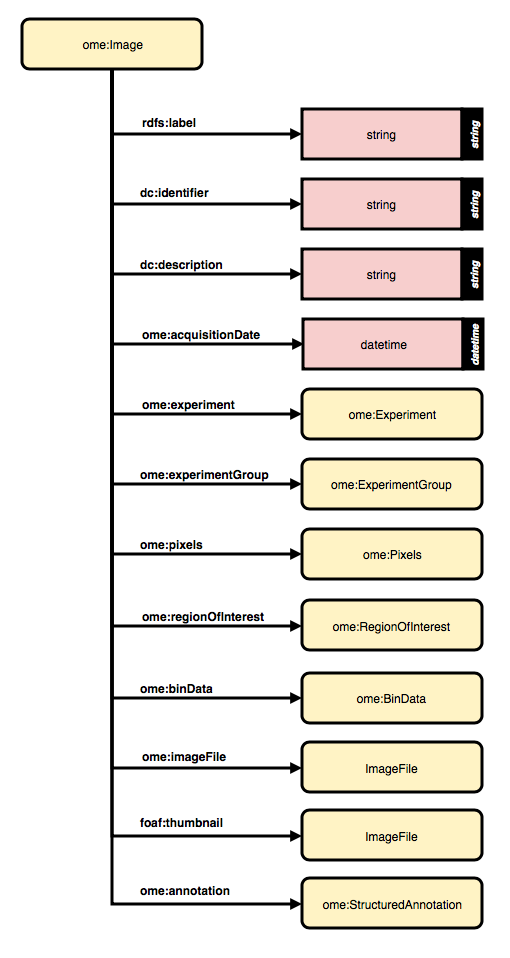 ome:Image
rdfs:label
string
string
dc:identifier
string
string
dc:description
string
string
ome:acquisitionDate
datetime
datetime
ome:experiment
ome:Experiment
ome:experimentGroup
ome:ExperimentGroup
ome:pixels
ome:Pixels
ome:regionOfInterest
ome:RegionOfInterest
ome:binData
ome:BinData
ome:imageFile
ImageFile
foaf:thumbnail
ImageFile
ome:annotation
ome:StructuredAnnotation